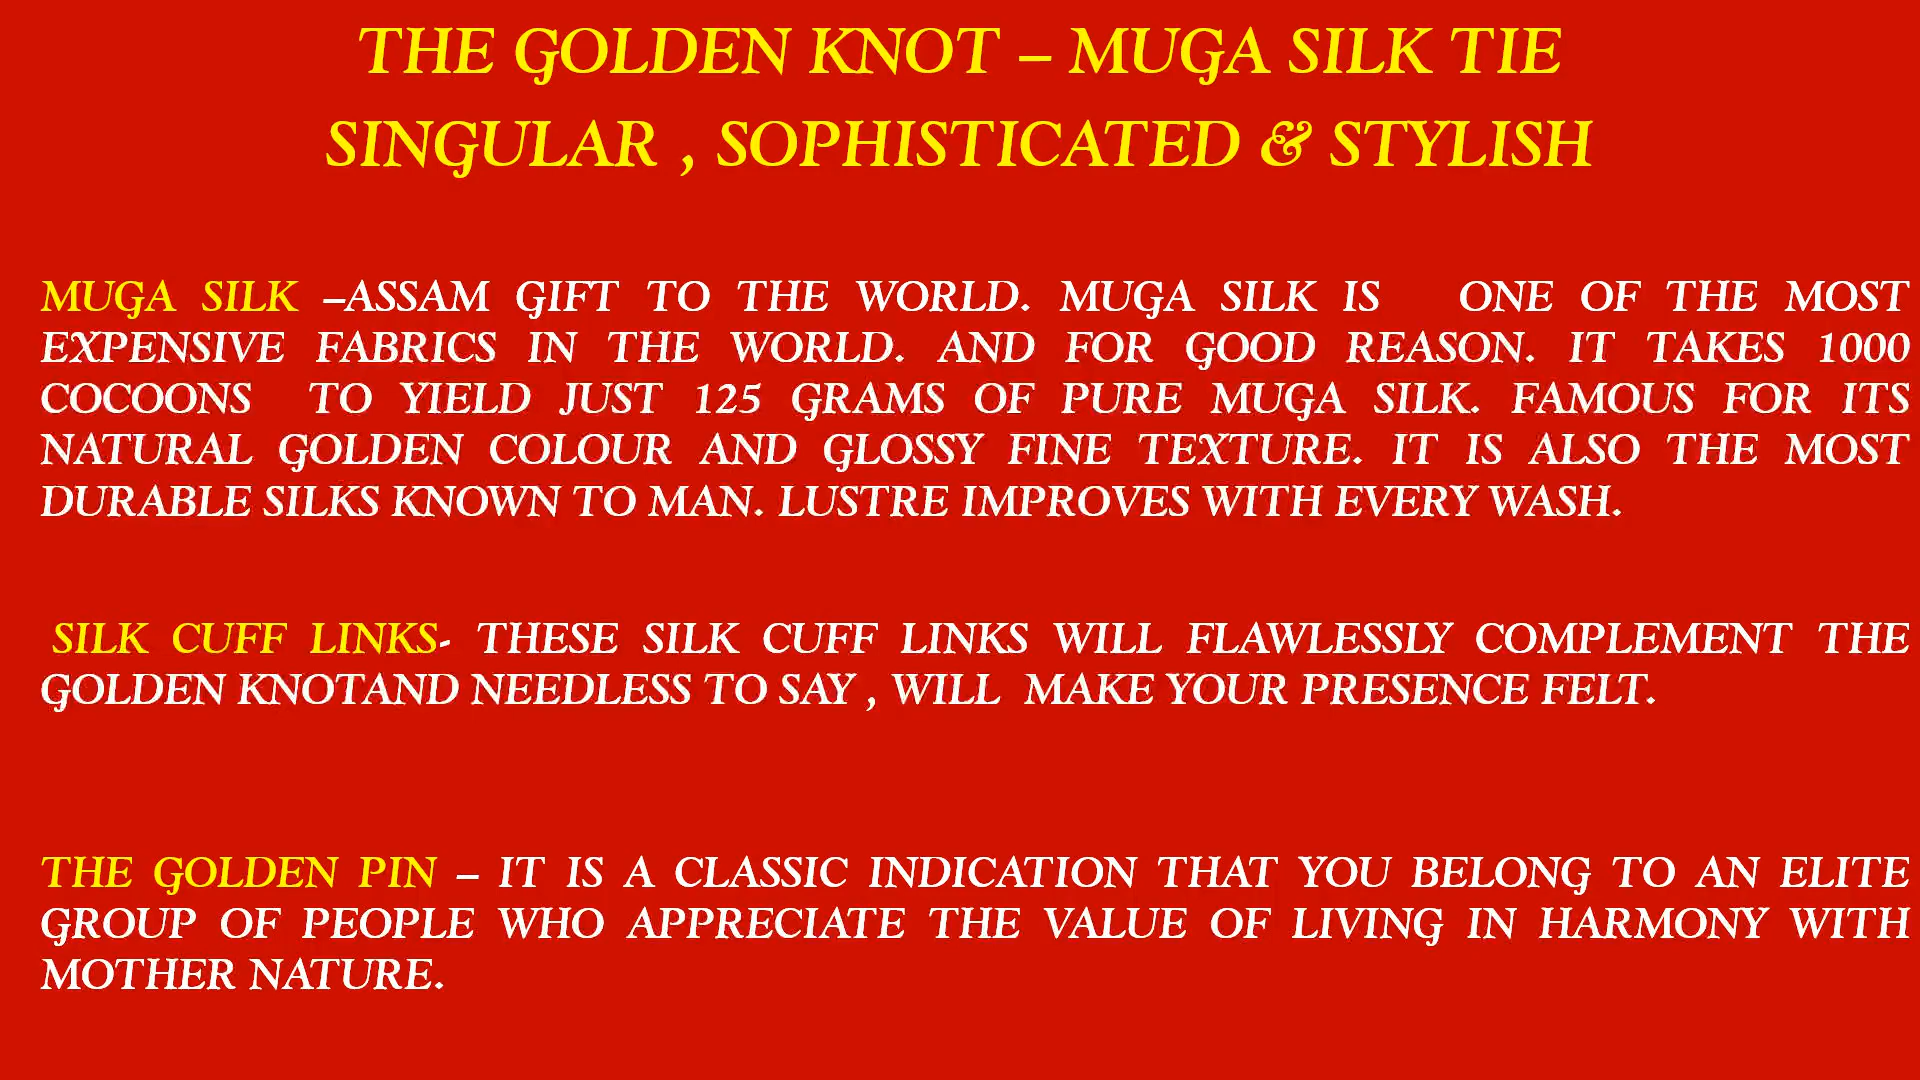 THE GOLDEN KNOT – MUGA SILK TIE
SINGULAR , SOPHISTICATED & STYLISH
MUGA SILK –ASSAM GIFT TO THE WORLD. MUGA SILK IS ONE OF THE MOST
EXPENSIVE FABRICS IN THE WORLD. AND FOR GOOD REASON. IT TAKES 1000
COCOONS TO YIELD JUST 125 GRAMS OF PURE MUGA SILK. FAMOUS FOR ITS
NATURAL GOLDEN COLOUR AND GLOSSY FINE TEXTURE. IT IS ALSO THE MOST
DURABLE SILKS KNOWN TO MAN. LUSTRE IMPROVES WITH EVERY WASH.
SILK CUFF LINKS- THESE SILK CUFF LINKS WILL FLAWLESSLY COMPLEMENT THE
GOLDEN KNOTAND NEEDLESS TO SAY , WILL MAKE YOUR PRESENCE FELT.
THE GOLDEN PIN – IT IS A CLASSIC INDICATION THAT YOU BELONG TO AN ELITE
GROUP OF PEOPLE WHO APPRECIATE THE VALUE OF LIVING IN HARMONY WITH
MOTHER NATURE.